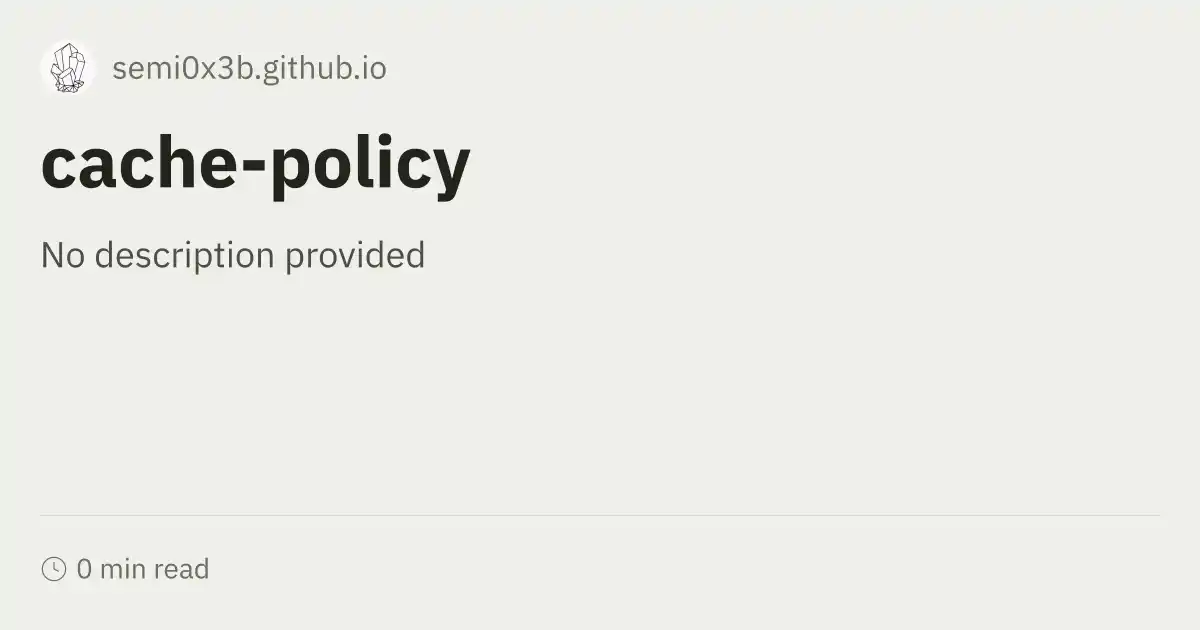 semi0x3b.github.io
cache-policy
No description provided
0 min read